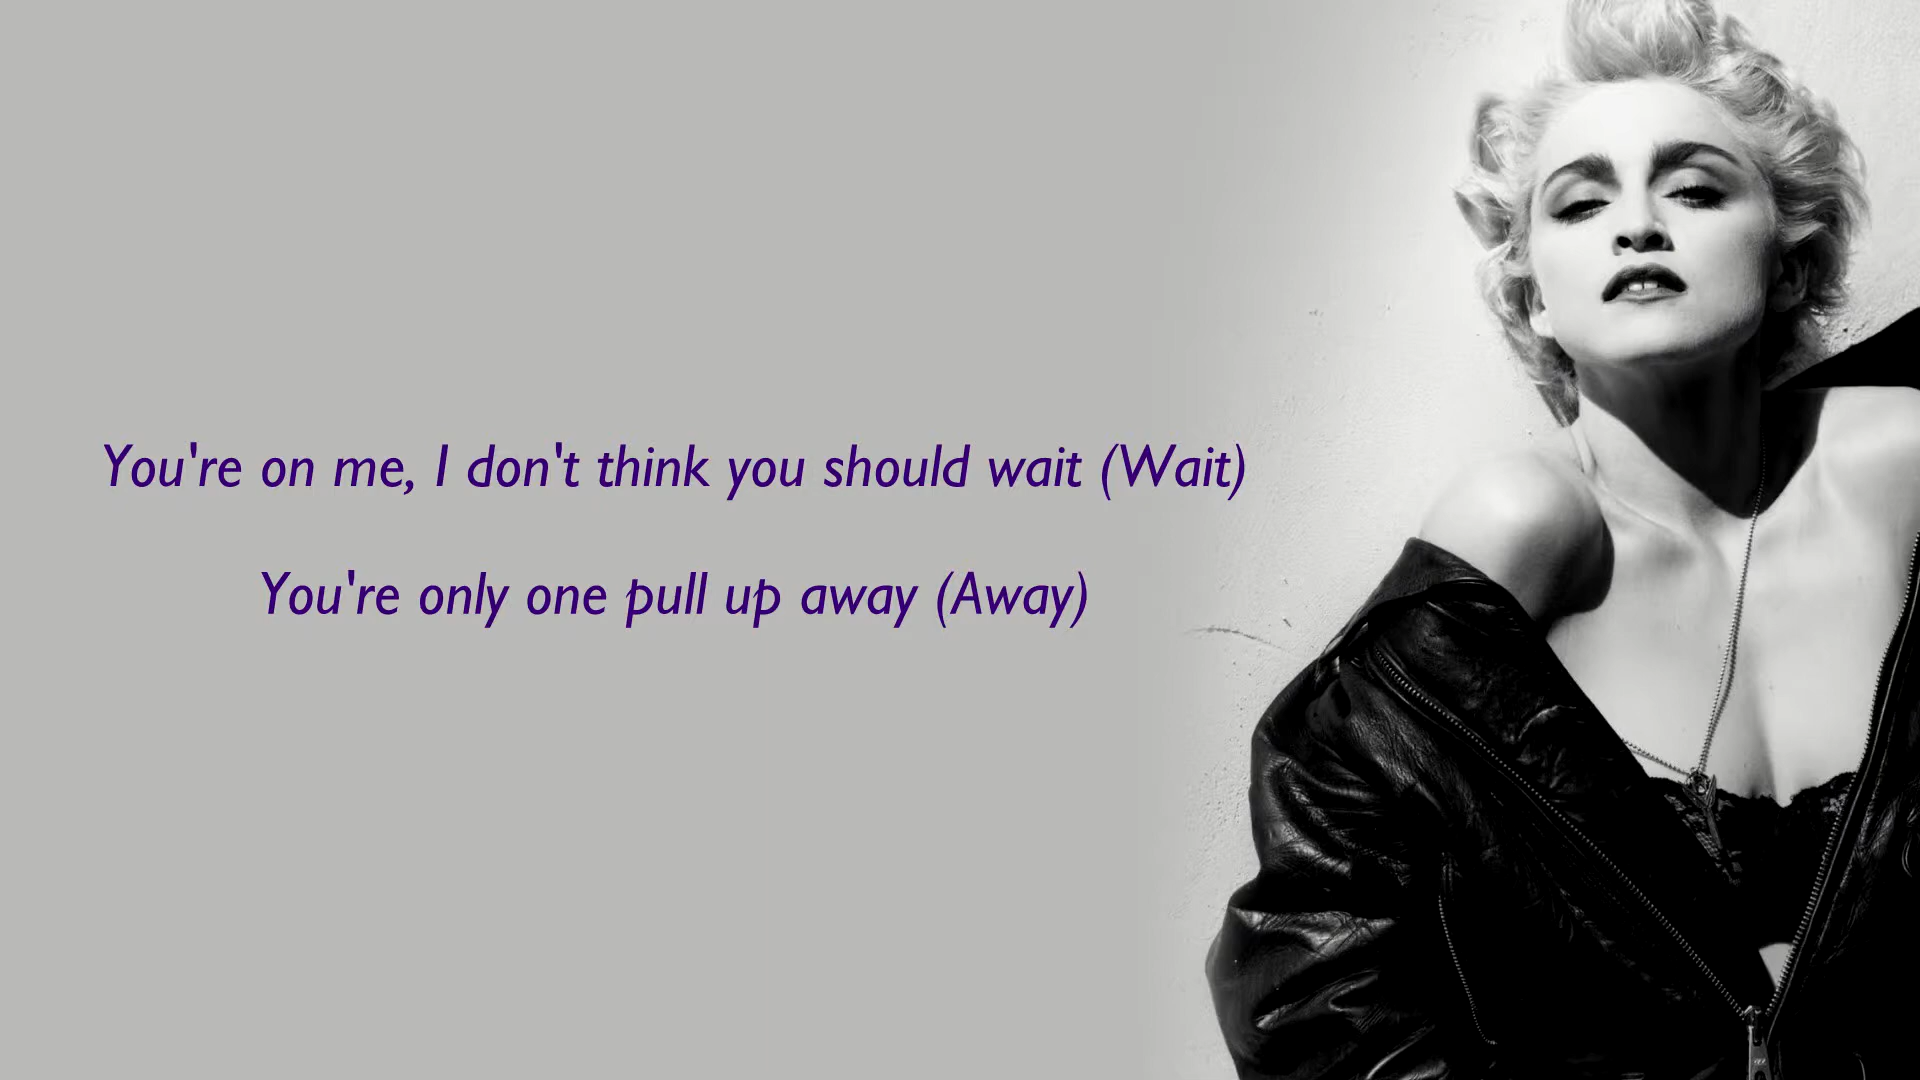 You're on me, I don't think you should wait (Wait)
You're only one pull up away (Away)